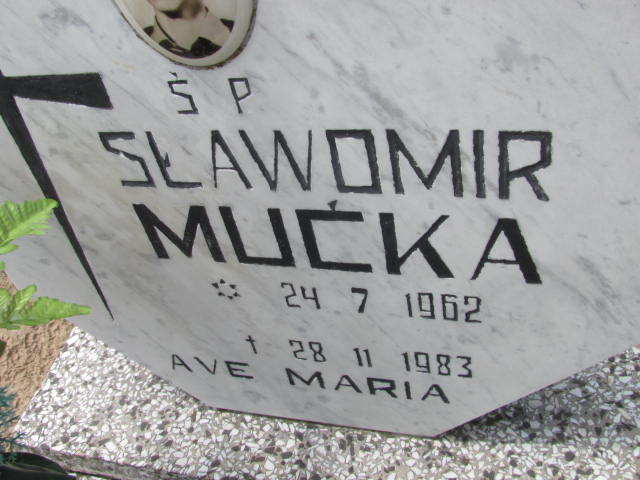 Ś P
SŁAWOMIR
MUĆKA
✡ 24 7 1962
† 28 11 1983
AVE MARIA